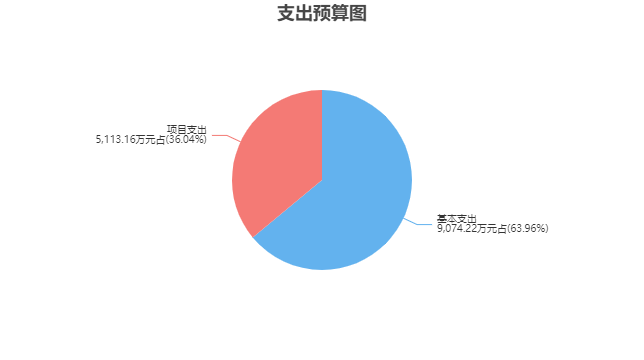 支出预算图
项目支出
5,113.16万元占(36.04%)
基本支出
9,074.22万元占(63.96%)